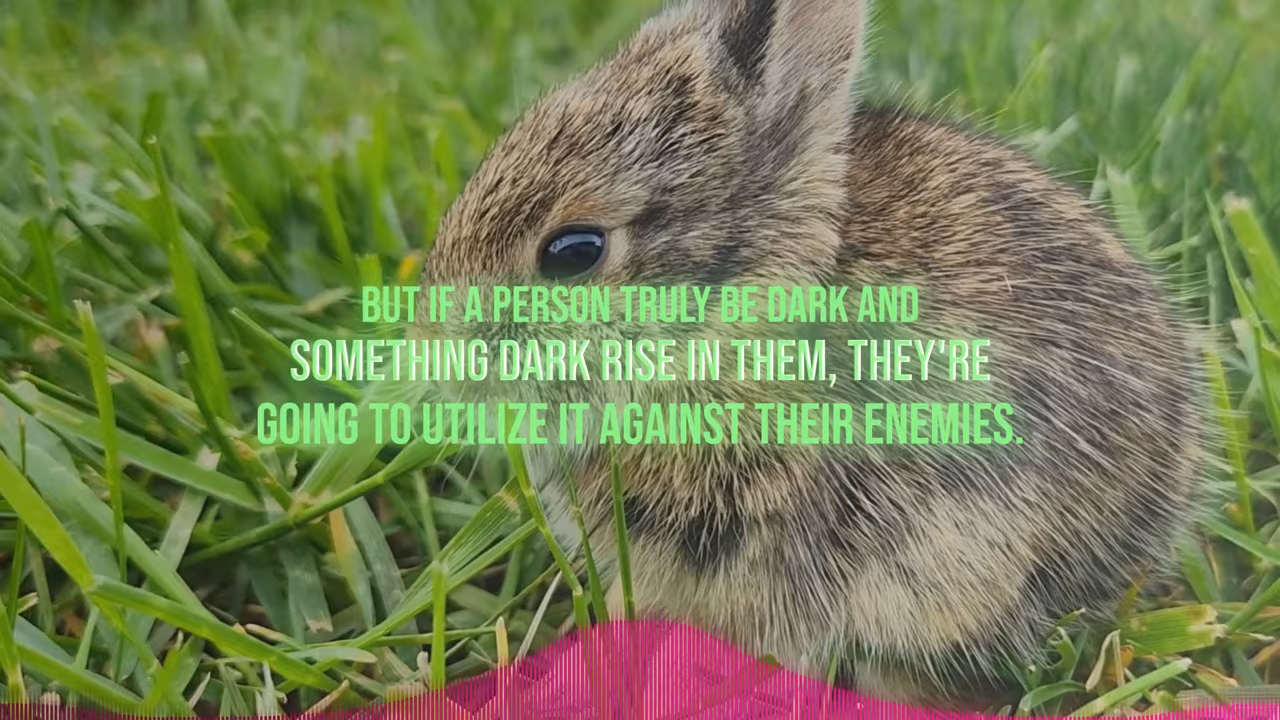 BUT IF A PERSON TRULY BE DARK AND
SOMETHING DARK RISE IN THEM, THEY'RE
GOING TO UTILIZE IT AGAINST THEIR ENEMIES.